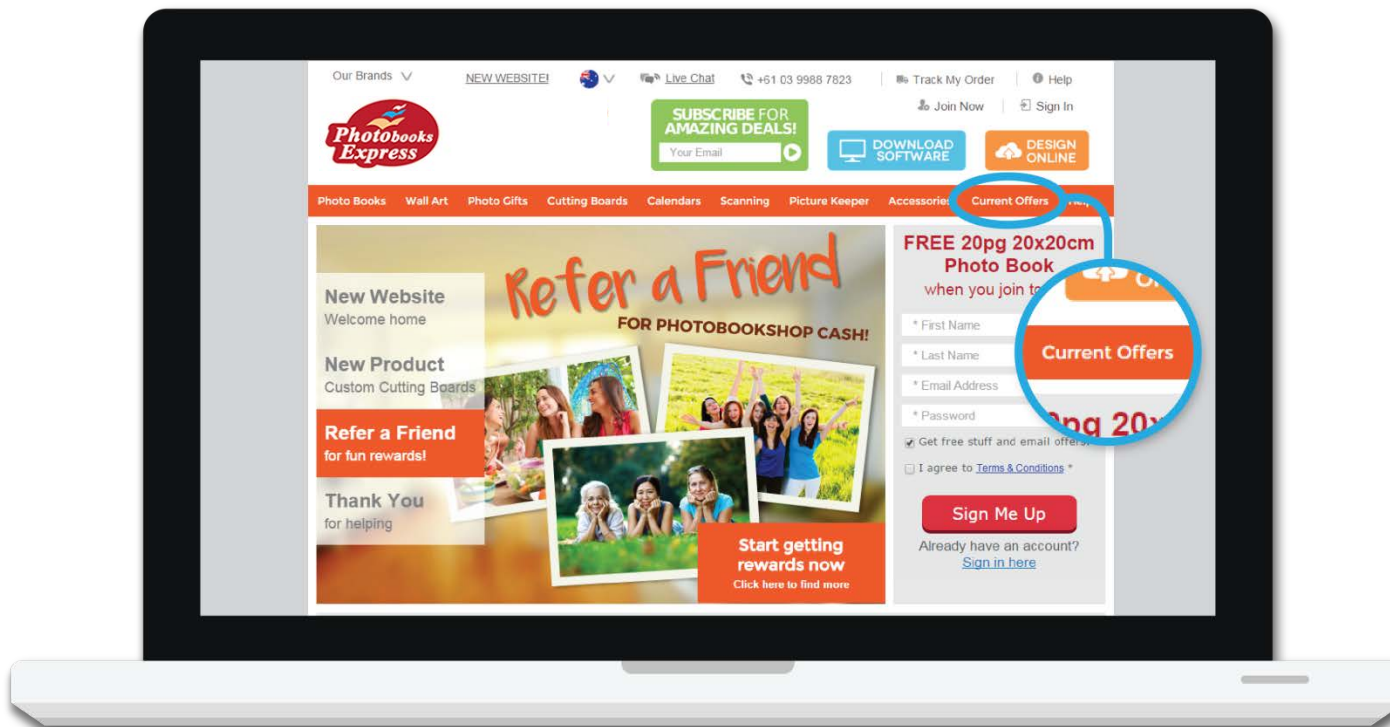 Our Brands
NEW WEBSITE!
Live Chat
+61 03 9988 7823
Track My Order
Help
Join Now
Sign In
Photobooks
Express
SUBSCRIBE FOR
AMAZING DEALS!
Your Email
DOWNLOAD
SOFTWARE
DESIGN
ONLINE
Photo Books Wall Art Photo Gifts Cutting Boards Calendars Scanning Picture Keeper Accessories Current Offers Help
New Website
Welcome home
New Product
Custom Cutting Boards
Refer a Friend
for fun rewards!
Thank You
for helping
Refer a Friend
FOR PHOTOBOOKSHOP CASH!
Start getting
rewards now
Click here to find more
FREE 20pg 20x20cm
Photo Book
when you join
* First Name
* Last Name
* Email Address
* Password
Get free stuff and email offers
I agree to Terms & Conditions *
Sign Me Up
Already have an account?
Sign in here
Current Offers